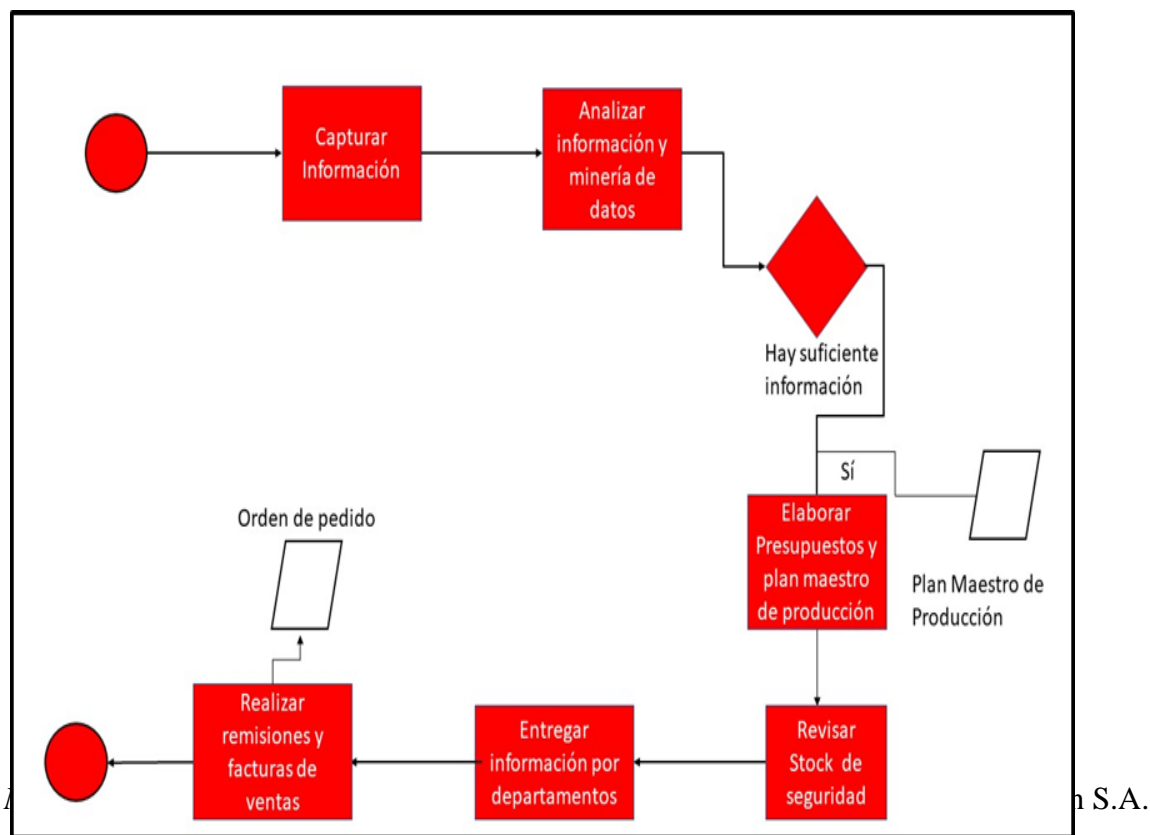 Capturar
Información
Analizar
información y
minería de
datos
Hay suficiente
información
Sí
Elaborar
Presupuestos y
plan maestro
de producción
Plan Maestro de
Producción
Revisar
Stock de
seguridad
Entregar
información por
departamentos
Orden de pedido
Realizar
remisiones y
facturas de
ventas
S.A.